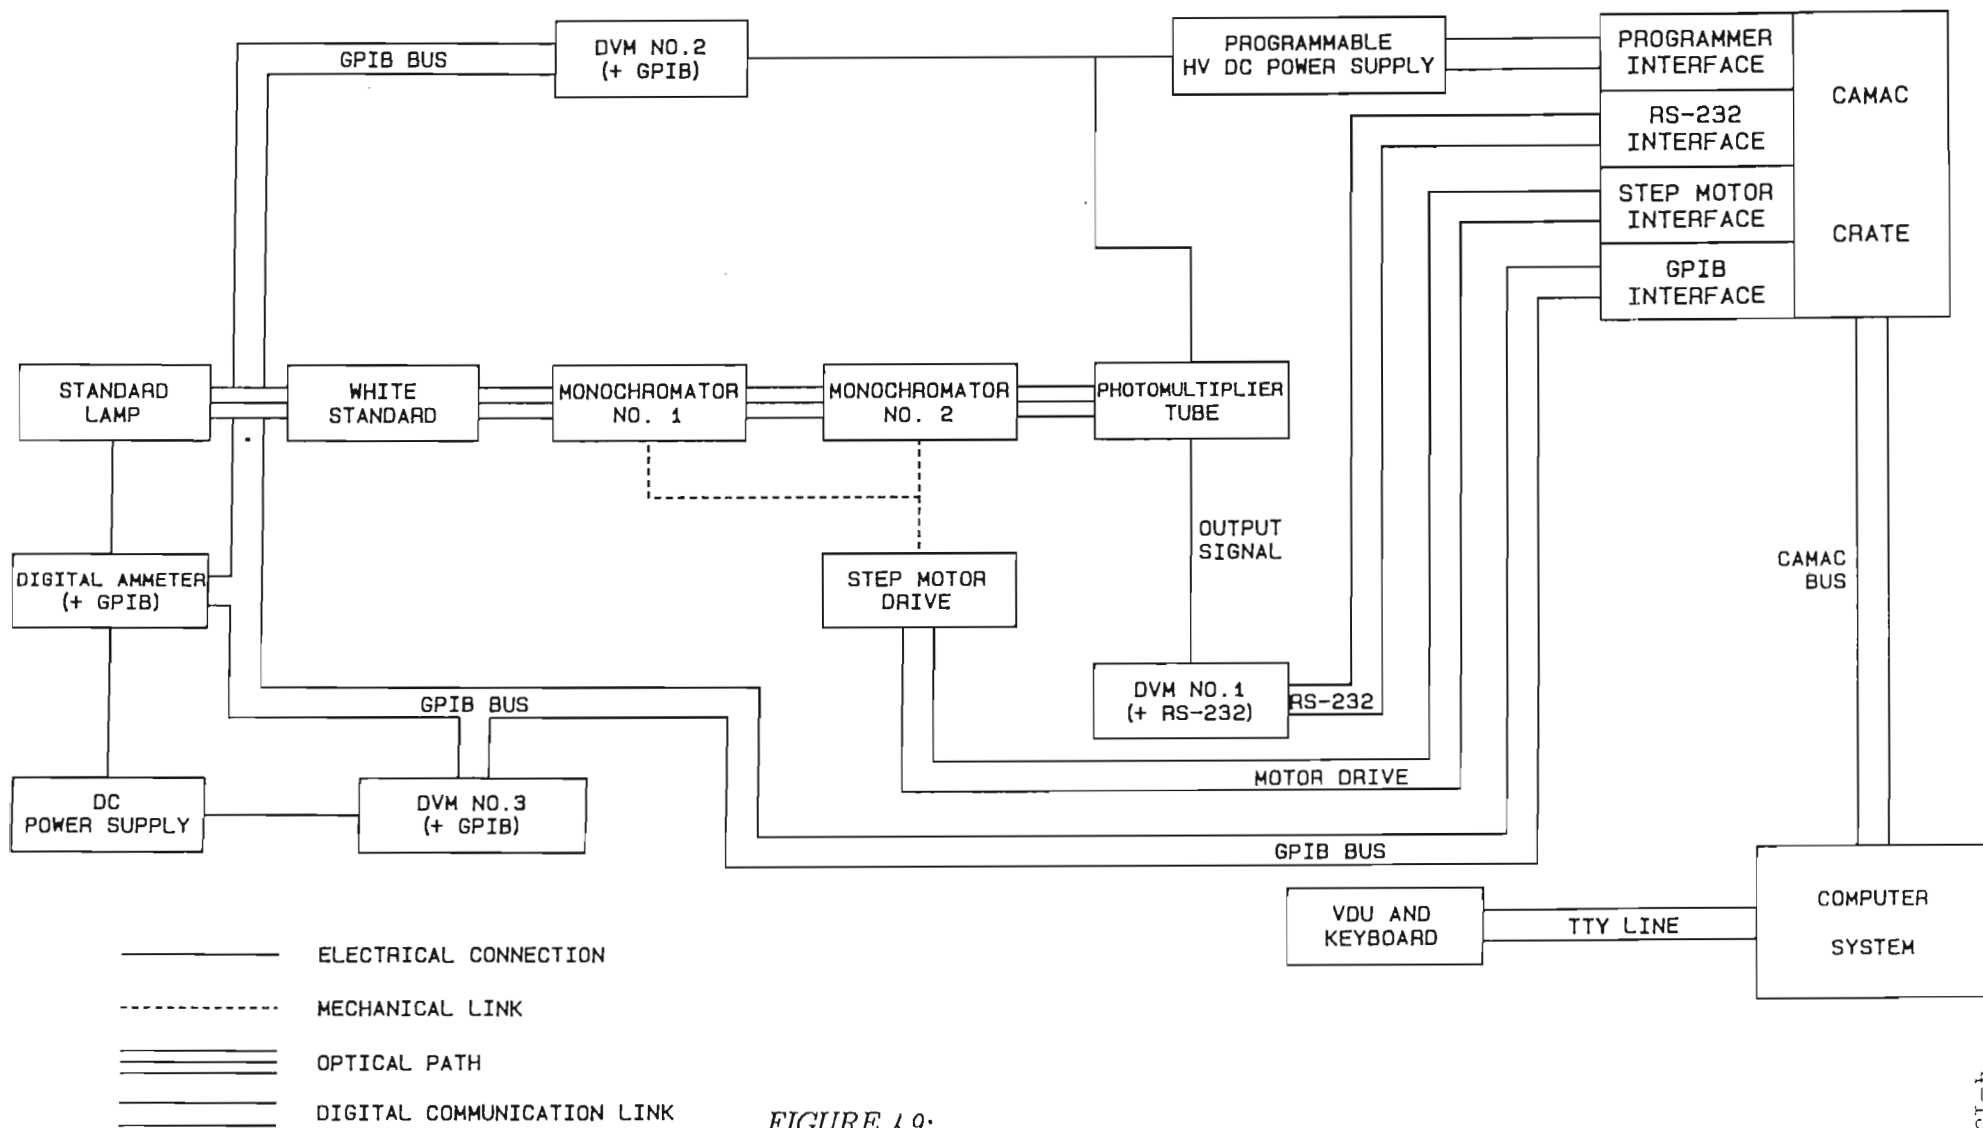 GPIB BUS
DVM NO.2
(+ GPIB)
PROGRAMMABLE
HV DC POWER SUPPLY
PROGRAMMER
INTERFACE
RS-232
INTERFACE
STEP MOTOR
INTERFACE
GPIB
INTERFACE
CAMAC
CRATE
STANDARD
LAMP
WHITE
STANDARD
MONOCHROMATOR
NO. 1
MONOCHROMATOR
NO. 2
PHOTOMULTIPLIER
TUBE
OUTPUT
SIGNAL
CAMAC
BUS
DIGITAL AMMETER
(+ GPIB)
STEP MOTOR
DRIVE
DVM NO.1
(+ RS-232)
RS-232
GPIB BUS
MOTOR DRIVE
DC
POWER SUPPLY
DVM NO.3
(+ GPIB)
GPIB BUS
VDU AND
KEYBOARD
TTY LINE
COMPUTER
SYSTEM
ELECTRICAL CONNECTION
MECHANICAL LINK
OPTICAL PATH
DIGITAL COMMUNICATION LINK
FIGURE